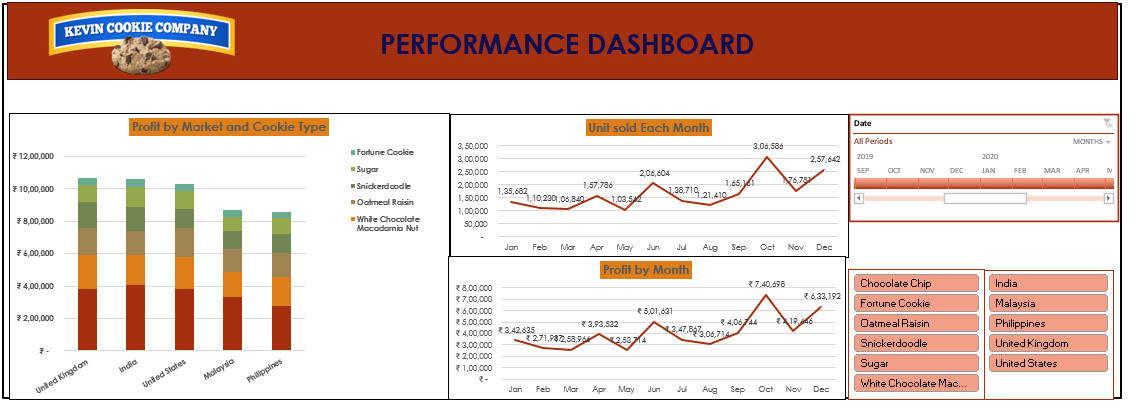 KEVIN COOKIE COMPANY
PERFORMANCE DASHBOARD
Profit by Market and Cookie Type
₹ 12,00,000
₹ 10,00,000
₹ 8,00,000
₹ 6,00,000
₹ 4,00,000
₹ 2,00,000
₹ -
United Kingdom
India
United States
Malaysia
Philippines
Fortune Cookie
Sugar
Snickerdoodle
Oatmeal Raisin
White Chocolate
Macadamia Nut
Unit sold Each Month
3,50,000
3,00,000
2,50,000
2,00,000
1,50,000
1,00,000
50,000
-
1,35,682
1,10,230
1,06,840
1,57,786
1,03,542
2,06,604
1,38,710
1,21,410
1,65,151
3,06,586
1,76,781
2,57,642
Jan Feb Mar Apr May Jun Jul Aug Sep Oct Nov Dec
Profit by Month
₹ 8,00,000
₹ 7,00,000
₹ 6,00,000
₹ 5,00,000
₹ 4,00,000
₹ 3,00,000
₹ 2,00,000
₹ 1,00,000
₹ -
₹ 3,42,635
₹ 3,93,532
₹ 2,53,714
₹ 5,01,631
₹ 3,47,867
₹ 3,06,714
₹ 4,06,744
₹ 7,40,698
₹ 6,33,192
Jan Feb Mar Apr May Jun Jul Aug Sep Oct Nov Dec
Date
All Periods
MONTHS
2019 2020
SEP OCT NOV DEC JAN FEB MAR APR M
Chocolate Chip
Fortune Cookie
Oatmeal Raisin
Snickerdoodle
Sugar
White Chocolate Mac...
India
Malaysia
Philippines
United Kingdom
United States